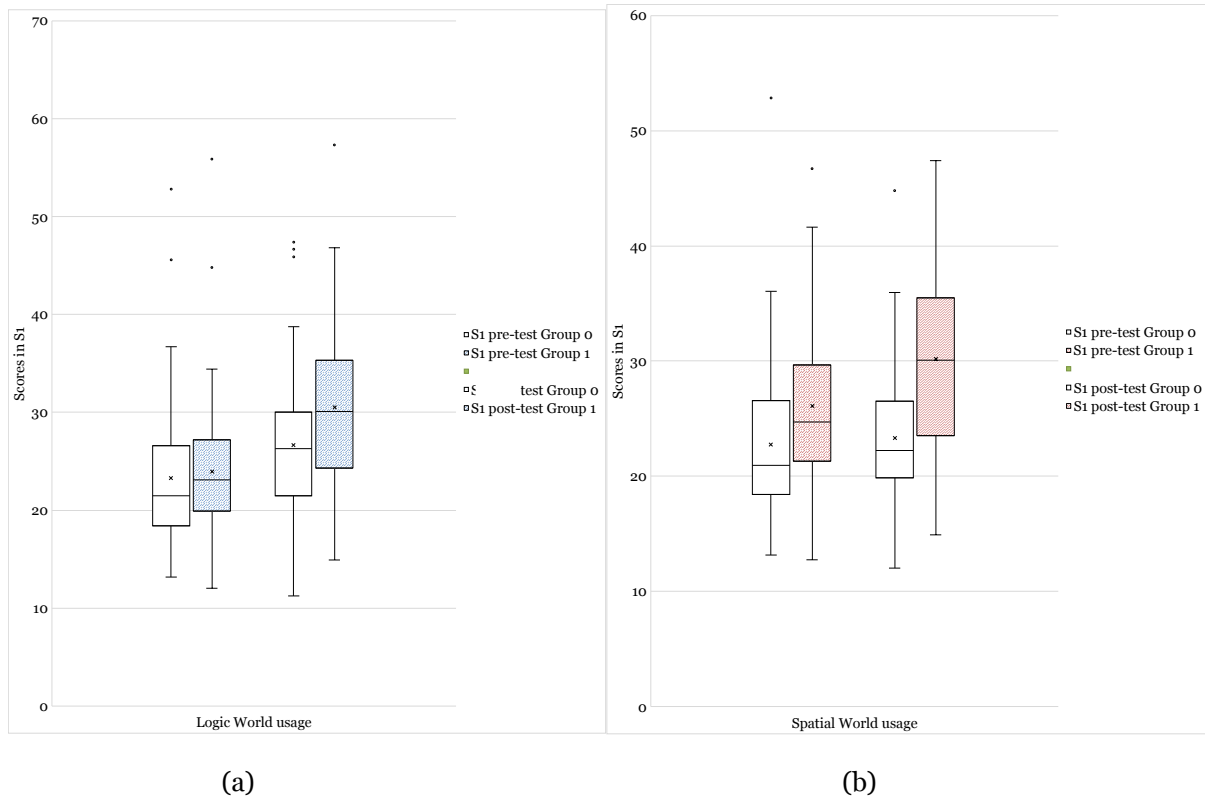 70
60
50
40
30
20
10
0
Scores in S1
Logic World usage
S1 pre-test Group 0
S1 pre-test Group 1
test Group 0
S1 post-test Group 1
60
50
40
30
20
10
0
Scores in S1
Spatial World usage
S1 pre-test Group 0
S1 pre-test Group 1
S1 post-test Group 0
S1 post-test Group 1
(a)
(b)